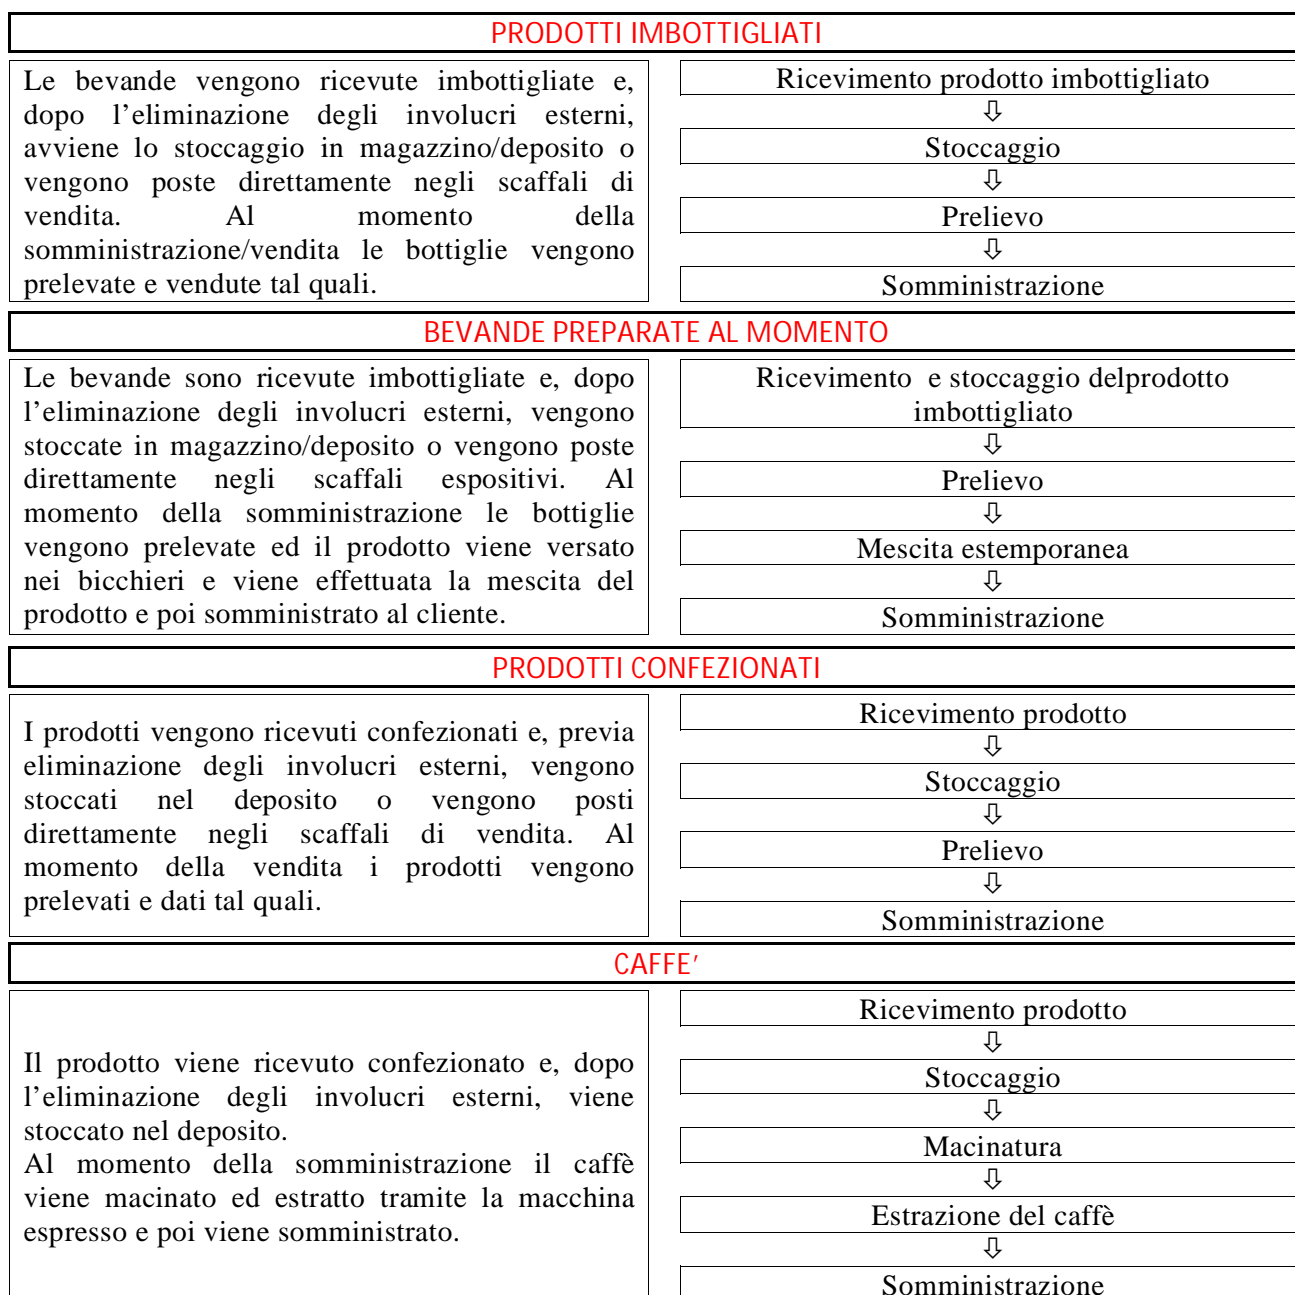 PRODOTTI IMBOTTIGLIATI
Le bevande vengono ricevute imbottigliate e,
dopo l’eliminazione degli involucri esterni,
avviene lo stoccaggio in magazzino/deposito o
vengono poste direttamente negli scaffali di
vendita. Al momento della
somministrazione/vendita le bottiglie vengono
prelevate e vendute tal quali.
Ricevimento prodotto imbottigliato
⇩
Stoccaggio
⇩
Prelievo
⇩
Somministrazione
BEVANDE PREPARATE AL MOMENTO
Le bevande sono ricevute imbottigliate e, dopo
l’eliminazione degli involucri esterni, vengono
stoccate in magazzino/deposito o vengono poste
direttamente negli scaffali espositivi. Al
momento della somministrazione le bottiglie
vengono prelevate ed il prodotto viene versato
nei bicchieri e viene effettuata la mescita del
prodotto e poi somministrato al cliente.
Ricevimento e stoccaggio delprodotto
imbottigliato
⇩
Prelievo
⇩
Mescita estemporanea
⇩
Somministrazione
PRODOTTI CONFEZIONATI
I prodotti vengono ricevuti confezionati e, previa
eliminazione degli involucri esterni, vengono
stoccati nel deposito o vengono posti
direttamente negli scaffali di vendita. Al
momento della vendita i prodotti vengono
prelevati e dati tal quali.
Ricevimento prodotto
⇩
Stoccaggio
⇩
Prelievo
⇩
Somministrazione
CAFFE’
Il prodotto viene ricevuto confezionato e, dopo
l’eliminazione degli involucri esterni, viene
stoccato nel deposito.
Al momento della somministrazione il caffè
viene macinato ed estratto tramite la macchina
espresso e poi viene somministrato.
Ricevimento prodotto
⇩
Stoccaggio
⇩
Macinatura
⇩
Estrazione del caffè
⇩
Somministrazione